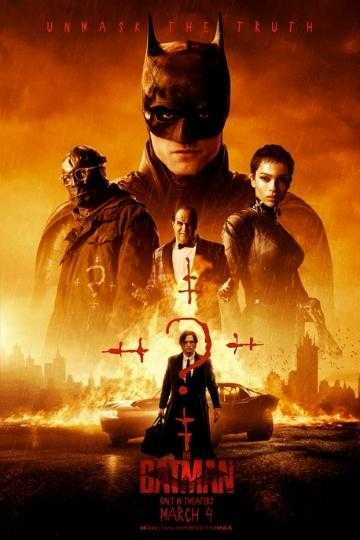 UNMASK THE TRUTH
?
THE
BATMAN
ONLY IN THEATERS
MARCH 4